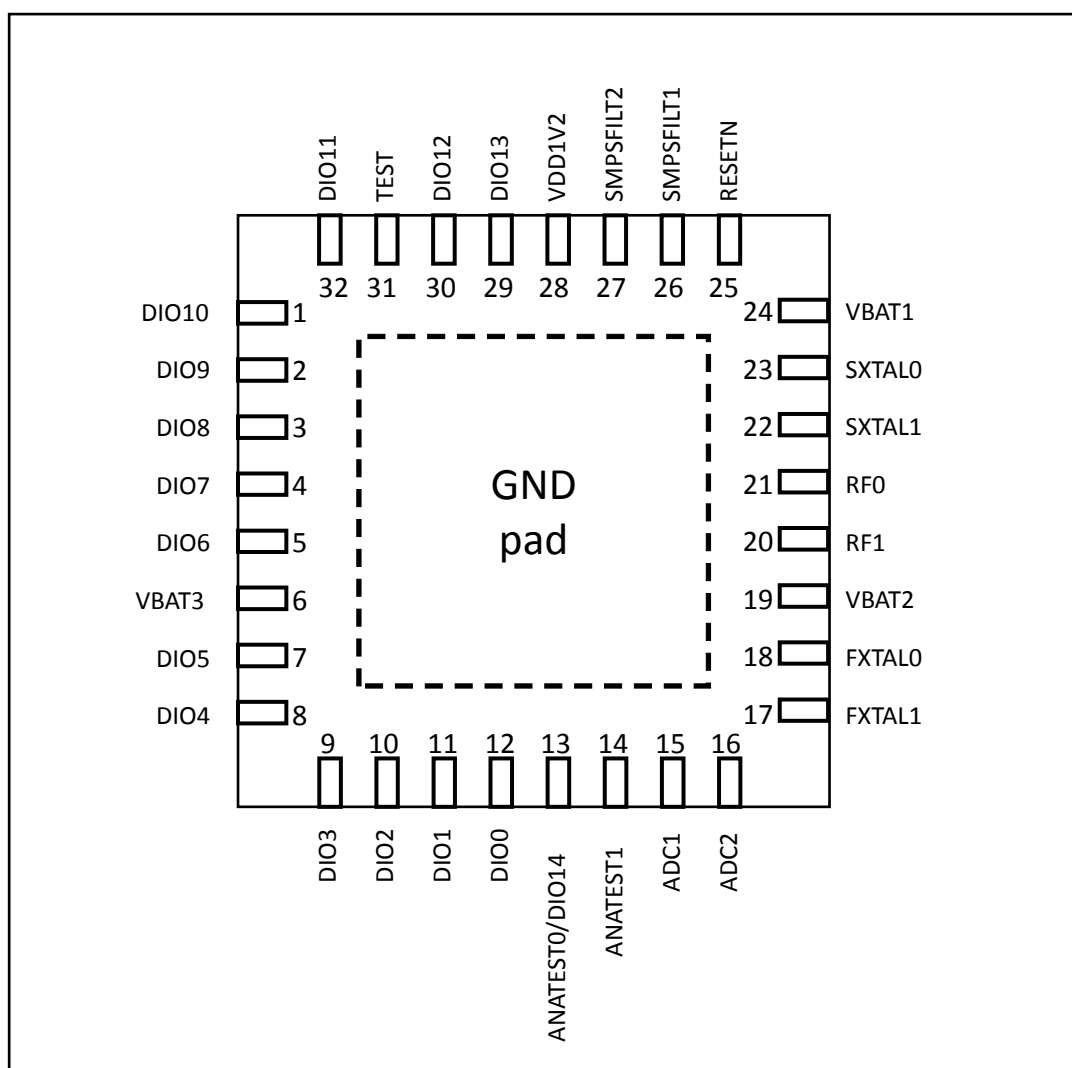 DIO11
TEST
DIO12
DIO13
VDD1V2
SMPSFILT2
SMPSFILT1
RESETN
32 31 30 29 28 27 26 25
DIO10 1
DIO9 2
DIO8 3
DIO7 4
DIO6 5
VBAT3 6
DIO5 7
DIO4 8
GND
pad
24 VBAT1
23 SXTAL0
22 SXTAL1
21 RF0
20 RF1
19 VBAT2
18 FXTAL0
17 FXTAL1
9 10 11 12 13 14 15 16
DIO3
DIO2
DIO1
DIO0
ANATEST0/DIO14
ANATEST1
ADC1
ADC2